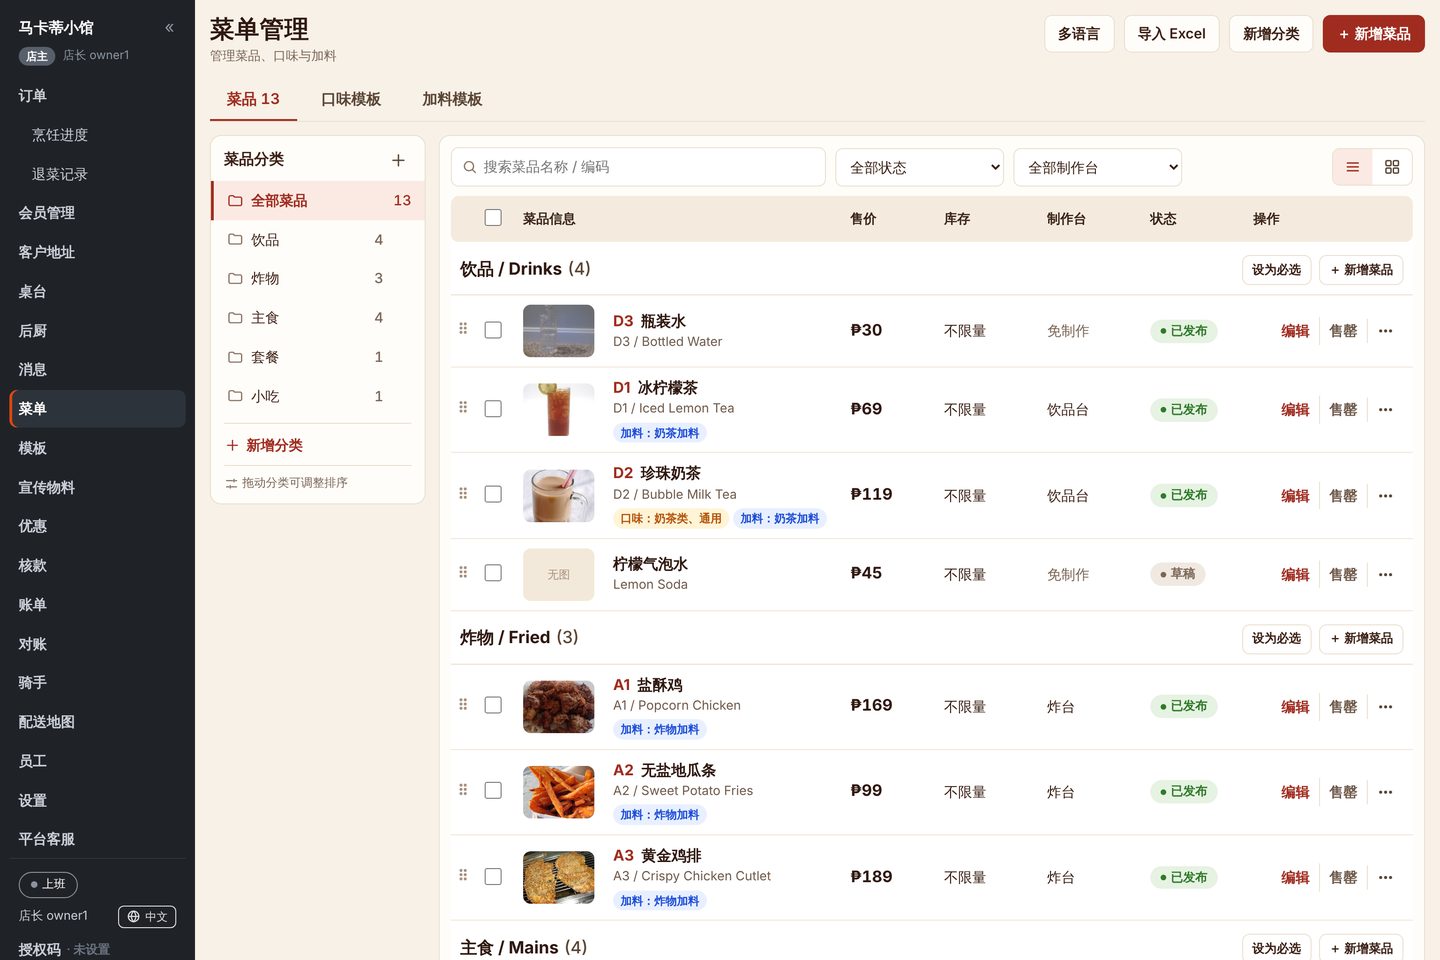 马卡蒂小馆 «
店主 店长 owner1
订单
烹饪进度
退菜记录
会员管理
客户地址
桌台
后厨
消息
菜单
模板
宣传物料
优惠
核款
账单
对账
骑手
配送地图
员工
设置
平台客服
上班
店长 owner1 中文
授权码 · 未设置
菜单管理
管理菜品、口味与加料
多语言 导入 Excel 新增分类 + 新增菜品
菜品 13 口味模板 加料模板
菜品分类 +
全部菜品 13
饮品 4
炸物 3
主食 4
套餐 1
小吃 1
+ 新增分类
拖动分类可调整排序
搜索菜品名称 / 编码 全部状态 全部制作台
菜品信息 售价 库存 制作台 状态 操作
饮品 / Drinks (4) 设为必选 + 新增菜品
D3 瓶装水
D3 / Bottled Water
₱30 不限量 免制作 已发布 编辑 售罄 ···
D1 冰柠檬茶
D1 / Iced Lemon Tea
加料：奶茶加料
₱69 不限量 饮品台 已发布 编辑 售罄 ···
D2 珍珠奶茶
D2 / Bubble Milk Tea
口味：奶茶类、通用 加料：奶茶加料
₱119 不限量 饮品台 已发布 编辑 售罄 ···
无图
柠檬气泡水
Lemon Soda
₱45 不限量 免制作 草稿 编辑 售罄 ···
炸物 / Fried (3) 设为必选 + 新增菜品
A1 盐酥鸡
A1 / Popcorn Chicken
加料：炸物加料
₱169 不限量 炸台 已发布 编辑 售罄 ···
A2 无盐地瓜条
A2 / Sweet Potato Fries
加料：炸物加料
₱99 不限量 炸台 已发布 编辑 售罄 ···
A3 黄金鸡排
A3 / Crispy Chicken Cutlet
加料：炸物加料
₱189 不限量 炸台 已发布 编辑 售罄 ···
主食 / Mains (4) 设为必选 + 新增菜品